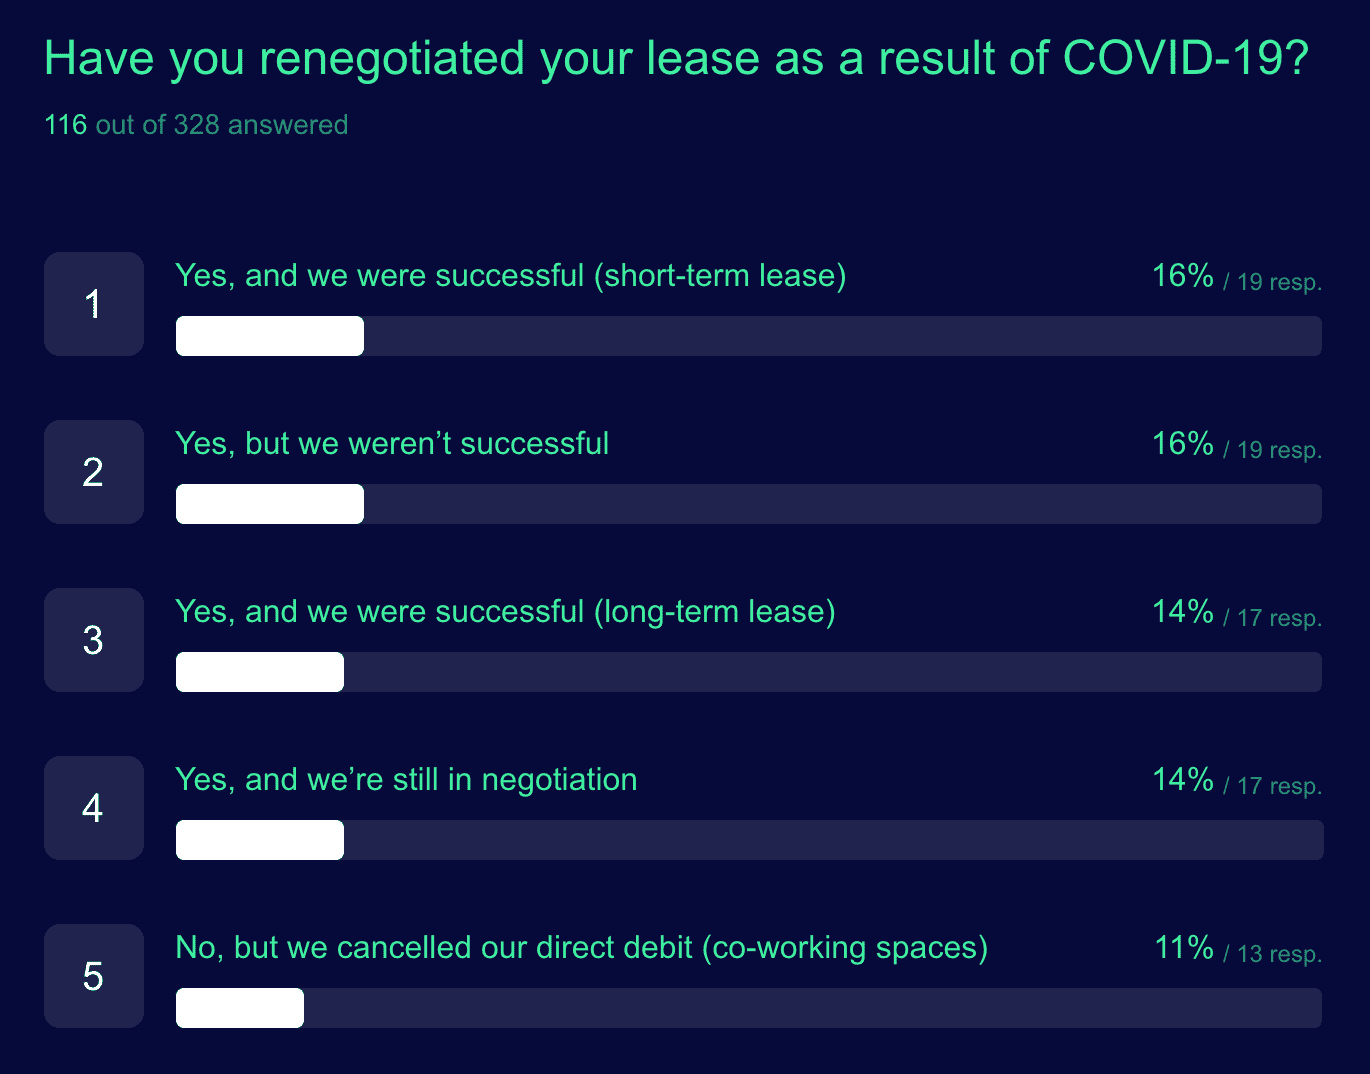 Have you renegotiated your lease as a result of COVID-19?
116 out of 328 answered
1
Yes, and we were successful (short-term lease)
16% / 19 resp.
2
Yes, but we weren’t successful
16% / 19 resp.
3
Yes, and we were successful (long-term lease)
14% / 17 resp.
4
Yes, and we’re still in negotiation
14% / 17 resp.
5
No, but we cancelled our direct debit (co-working spaces)
11% / 13 resp.